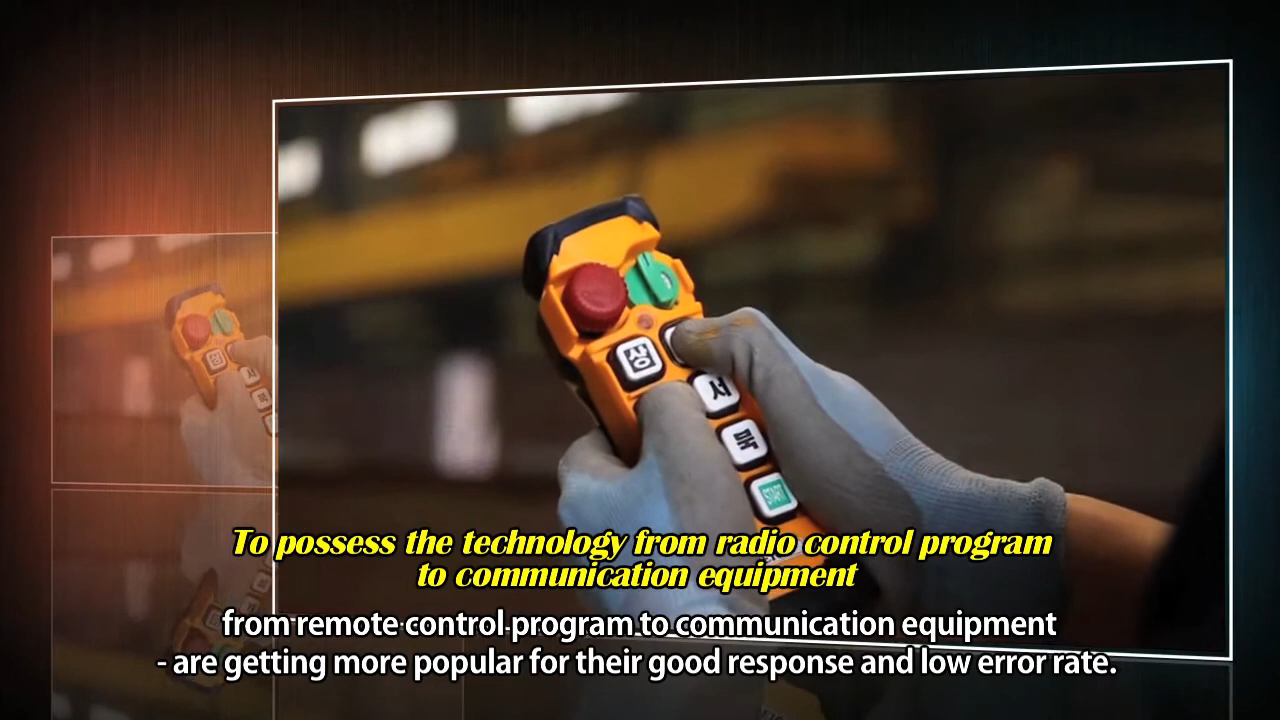 상
서
북
START
To possess the technology from radio control program
to communication equipment
from remote control program to communication equipment
- are getting more popular for their good response and low error rate.